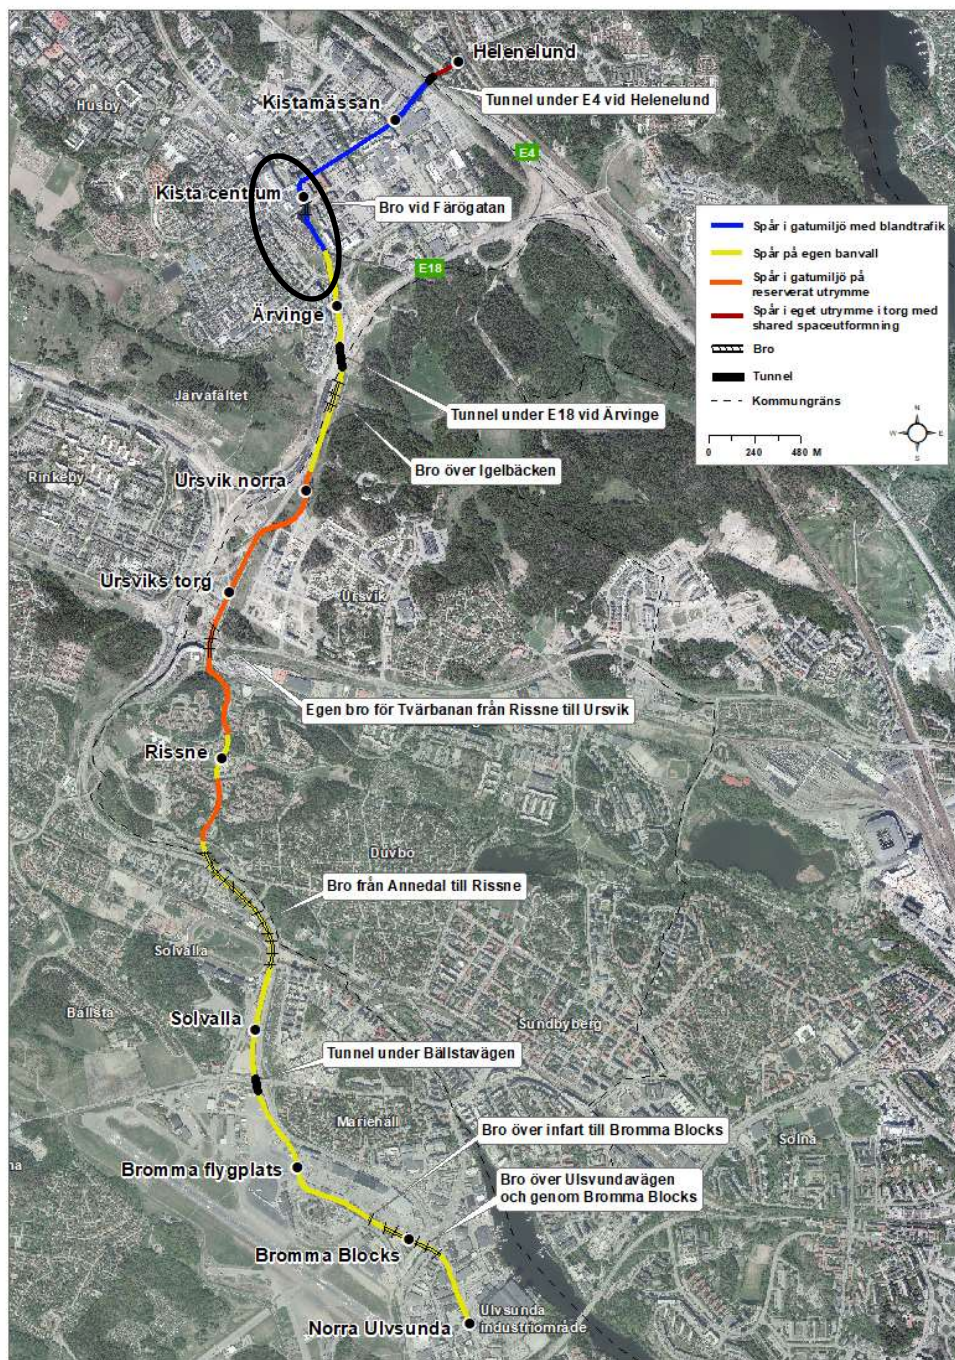 Helenelund
Husby
Tunnel under E4 vid Helenelund
Kistamässan
E4
Kista centrum
Bro vid Färögatan
Spår i gatumiljö med blandtrafik
Spår på egen banvall
Spår i gatumiljö på
reserverat utrymme
Spår i eget utrymme i torg med
shared spaceutformning
Bro
Tunnel
Kommungräns
N
W
E
S
0 240 480 M
E18
Ärvinge
Järvafältet
Tunnel under E18 vid Ärvinge
Bro över Igelbäcken
Rinkeby
Ursvik norra
Ursviks torg
Ursvik
Egen bro för Tvärbanan från Rissne till Ursvik
Rissne
Duvbo
Bro från Annedal till Rissne
Solvalla
Bällsta
Solvalla
Sundbyberg
Tunnel under Bällstavägen
Mariehäll
Bro över infart till Bromma Blocks
Solna
na
Bromma flygplats
Bro över Ulsvundavägen
och genom Bromma Blocks
Bromma Blocks
Ulvsunda
industriområde
Norra Ulvsunda